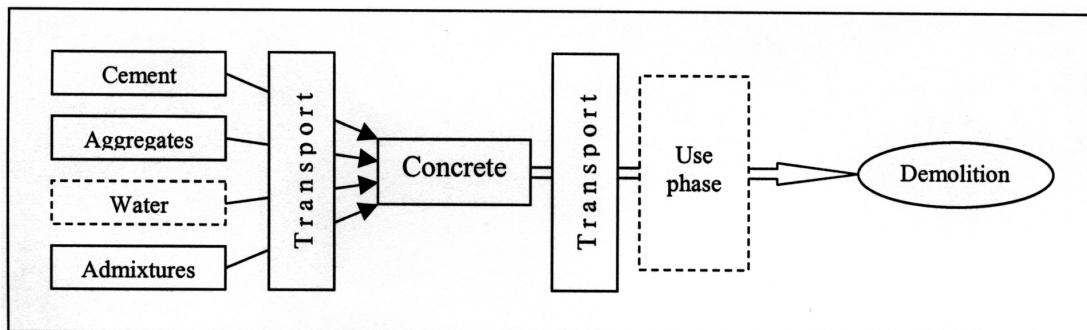 Cement
Aggregates
Water
Admixtures
Transport
Concrete
Transport
Use
phase
Demolition